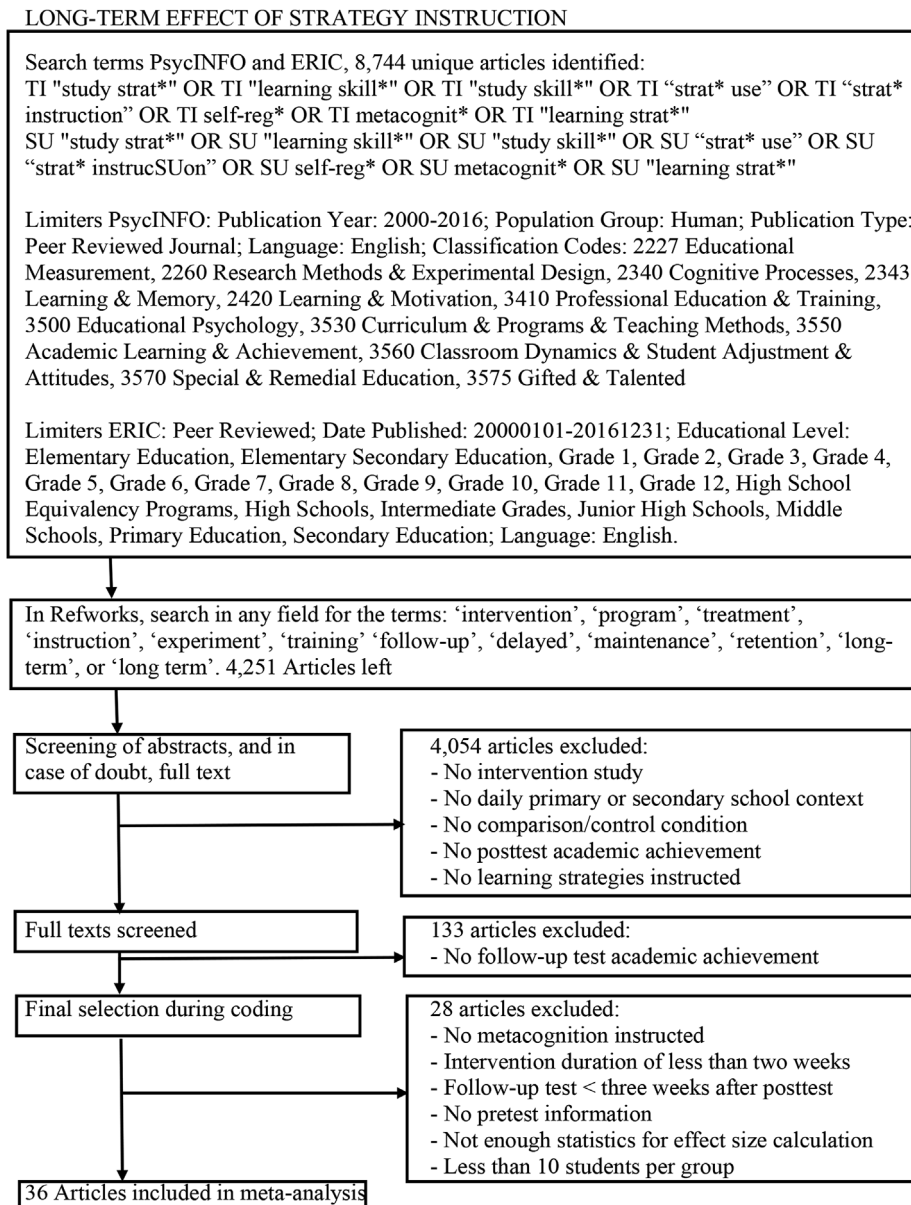 LONG-TERM EFFECT OF STRATEGY INSTRUCTION
Search terms PsycINFO and ERIC, 8,744 unique articles identified:
TI "study strat*" OR TI "learning skill*" OR TI "study skill*" OR TI “strat* use” OR TI “strat*
instruction” OR TI self-reg* OR TI metacognit* OR TI "learning strat*"
SU "study strat*" OR SU "learning skill*" OR SU "study skill*" OR SU “strat* use” OR SU
“strat* instrucSUon” OR SU self-reg* OR SU metacognit* OR SU "learning strat*"
Limiters PsycINFO: Publication Year: 2000-2016; Population Group: Human; Publication Type:
Peer Reviewed Journal; Language: English; Classification Codes: 2227 Educational
Measurement, 2260 Research Methods & Experimental Design, 2340 Cognitive Processes, 2343
Learning & Memory, 2420 Learning & Motivation, 3410 Professional Education & Training,
3500 Educational Psychology, 3530 Curriculum & Programs & Teaching Methods, 3550
Academic Learning & Achievement, 3560 Classroom Dynamics & Student Adjustment &
Attitudes, 3570 Special & Remedial Education, 3575 Gifted & Talented
Limiters ERIC: Peer Reviewed; Date Published: 20000101-20161231; Educational Level:
Elementary Education, Elementary Secondary Education, Grade 1, Grade 2, Grade 3, Grade 4,
Grade 5, Grade 6, Grade 7, Grade 8, Grade 9, Grade 10, Grade 11, Grade 12, High School
Equivalency Programs, High Schools, Intermediate Grades, Junior High Schools, Middle
Schools, Primary Education, Secondary Education; Language: English.
In Refworks, search in any field for the terms: ‘intervention’, ‘program’, ‘treatment’,
‘instruction’, ‘experiment’, ‘training’ ‘follow-up’, ‘delayed’, ‘maintenance’, ‘retention’, ‘long-
term’, or ‘long term’. 4,251 Articles left
Screening of abstracts, and in
case of doubt, full text
4,054 articles excluded:
- No intervention study
- No daily primary or secondary school context
- No comparison/control condition
- No posttest academic achievement
- No learning strategies instructed
Full texts screened
133 articles excluded:
- No follow-up test academic achievement
Final selection during coding
28 articles excluded:
- No metacognition instructed
- Intervention duration of less than two weeks
- Follow-up test < three weeks after posttest
- No pretest information
- Not enough statistics for effect size calculation
- Less than 10 students per group
36 Articles included in meta-analysis